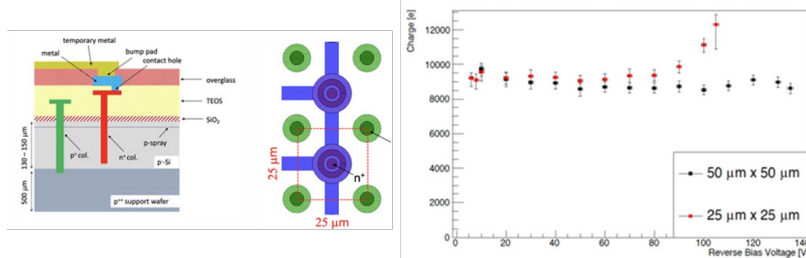 temporary metal
bump pad
metal
contact hole
overglass
TEOS
SiO₂
p-spray
p⁺ col.
n⁺ col.
p⁻-Si
130 – 150 μm
500 μm
p⁺⁺ support wafer
n⁺
25 μm
25 μm
Charge [e]
12000
10000
8000
6000
4000
2000
0
0
20
40
60
80
100
120
140
Reverse Bias Voltage [V
50 μm x 50 μm
25 μm x 25 μm